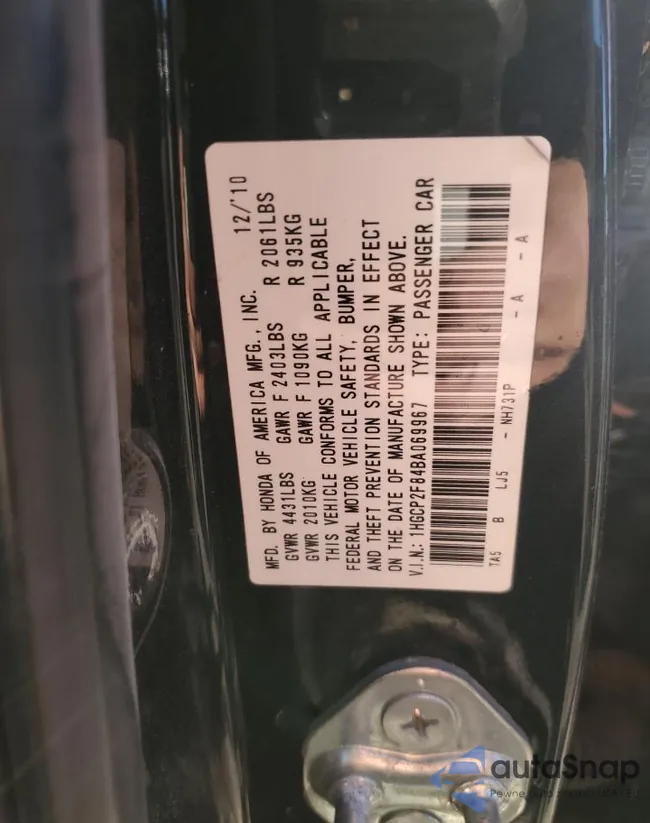 MFD. BY HONDA OF AMERICA MFG., INC. 12/'10
GVWR 4431LBS GAWR F 2403LBS R 2061LBS
GVWR 2010KG GAWR F 1090KG R 935KG
THIS VEHICLE CONFORMS TO ALL APPLICABLE
FEDERAL MOTOR VEHICLE SAFETY, BUMPER,
AND THEFT PREVENTION STANDARDS IN EFFECT
ON THE DATE OF MANUFACTURE SHOWN ABOVE.
V.I.N.: 1HGCP2F84BA069967 TYPE: PASSENGER CAR
TA5 B LJ5 - NH731P - A - A
autoSnap